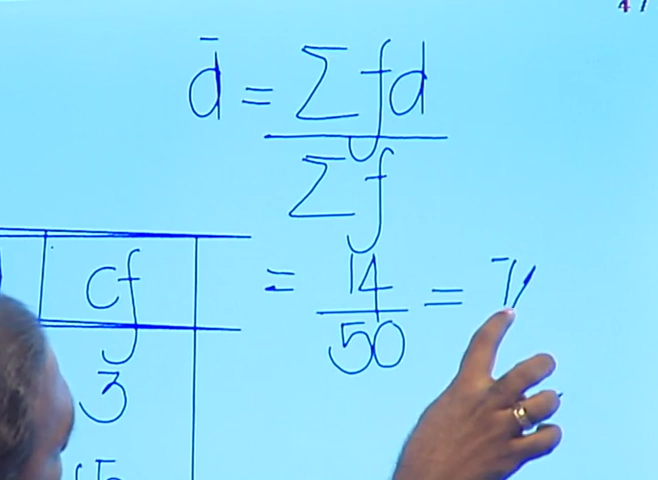 47
d̄ = Σfd
Σf
= 14/50 = 7/
cf
3